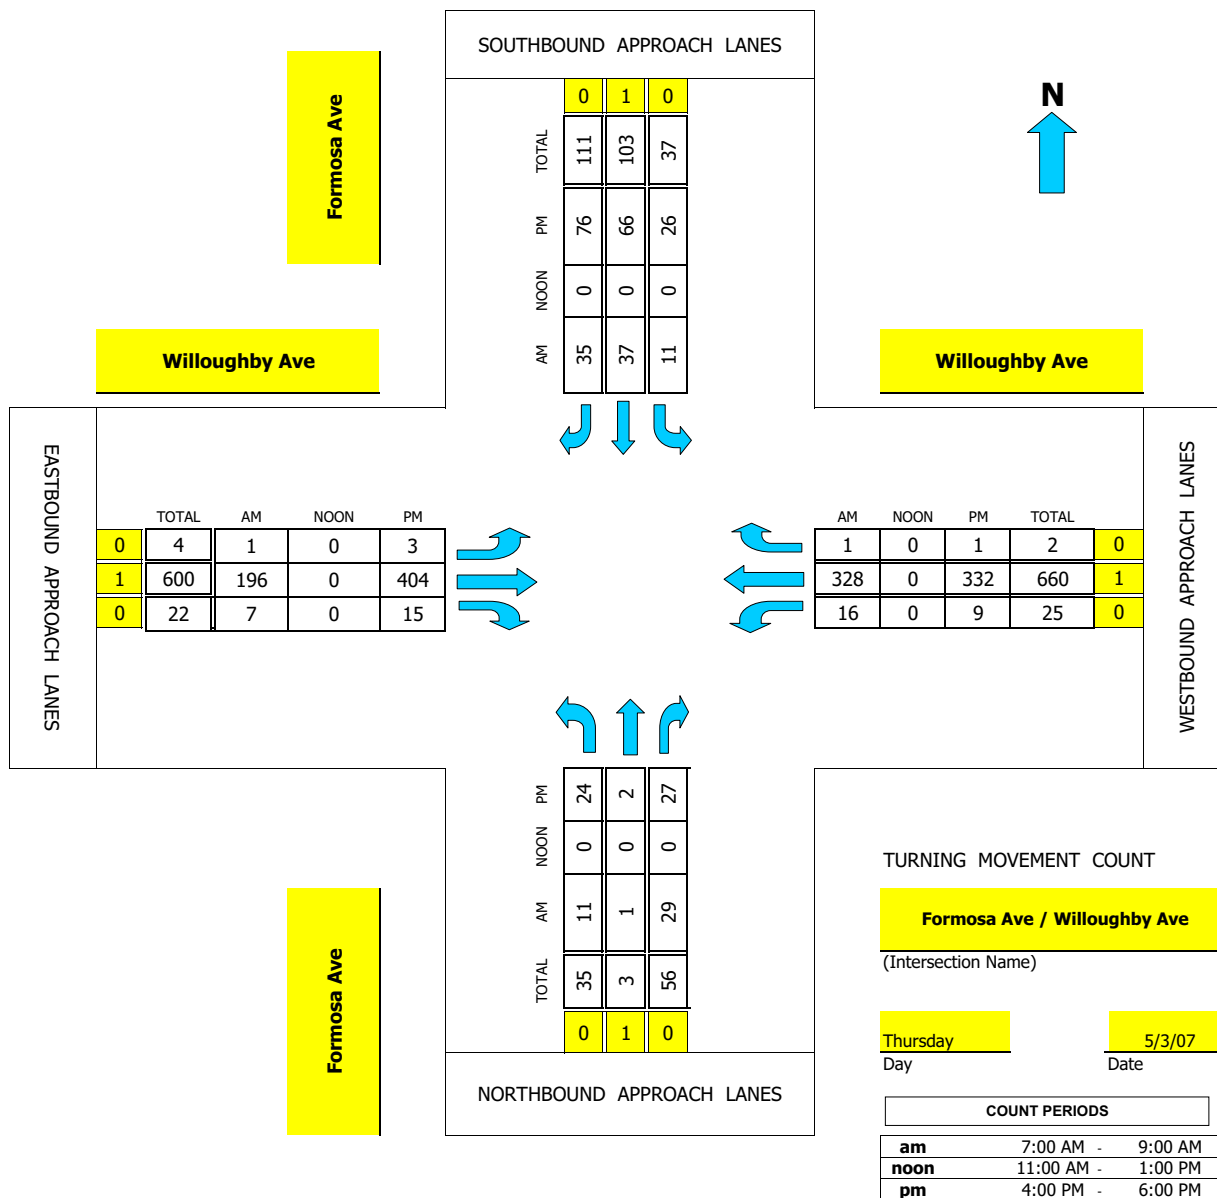 SOUTHBOUND APPROACH LANES
0 1 0
TOTAL 111 103 37
PM 76 66 26
NOON 0 0 0
AM 35 37 11
N
Formosa Ave
Willoughby Ave
Willoughby Ave
EASTBOUND APPROACH LANES
TOTAL AM NOON PM
0 4 1 0 3
1 600 196 0 404
0 22 7 0 15
AM NOON PM TOTAL
1 0 1 2 0
328 0 332 660 1
16 0 9 25 0
WESTBOUND APPROACH LANES
PM 24 2 27
NOON 0 0 0
AM 11 1 29
TOTAL 35 3 56
0 1 0
NORTHBOUND APPROACH LANES
Formosa Ave
TURNING MOVEMENT COUNT
Formosa Ave / Willoughby Ave
(Intersection Name)
Thursday 5/3/07
Day Date
COUNT PERIODS
am 7:00 AM - 9:00 AM
noon 11:00 AM - 1:00 PM
pm 4:00 PM - 6:00 PM